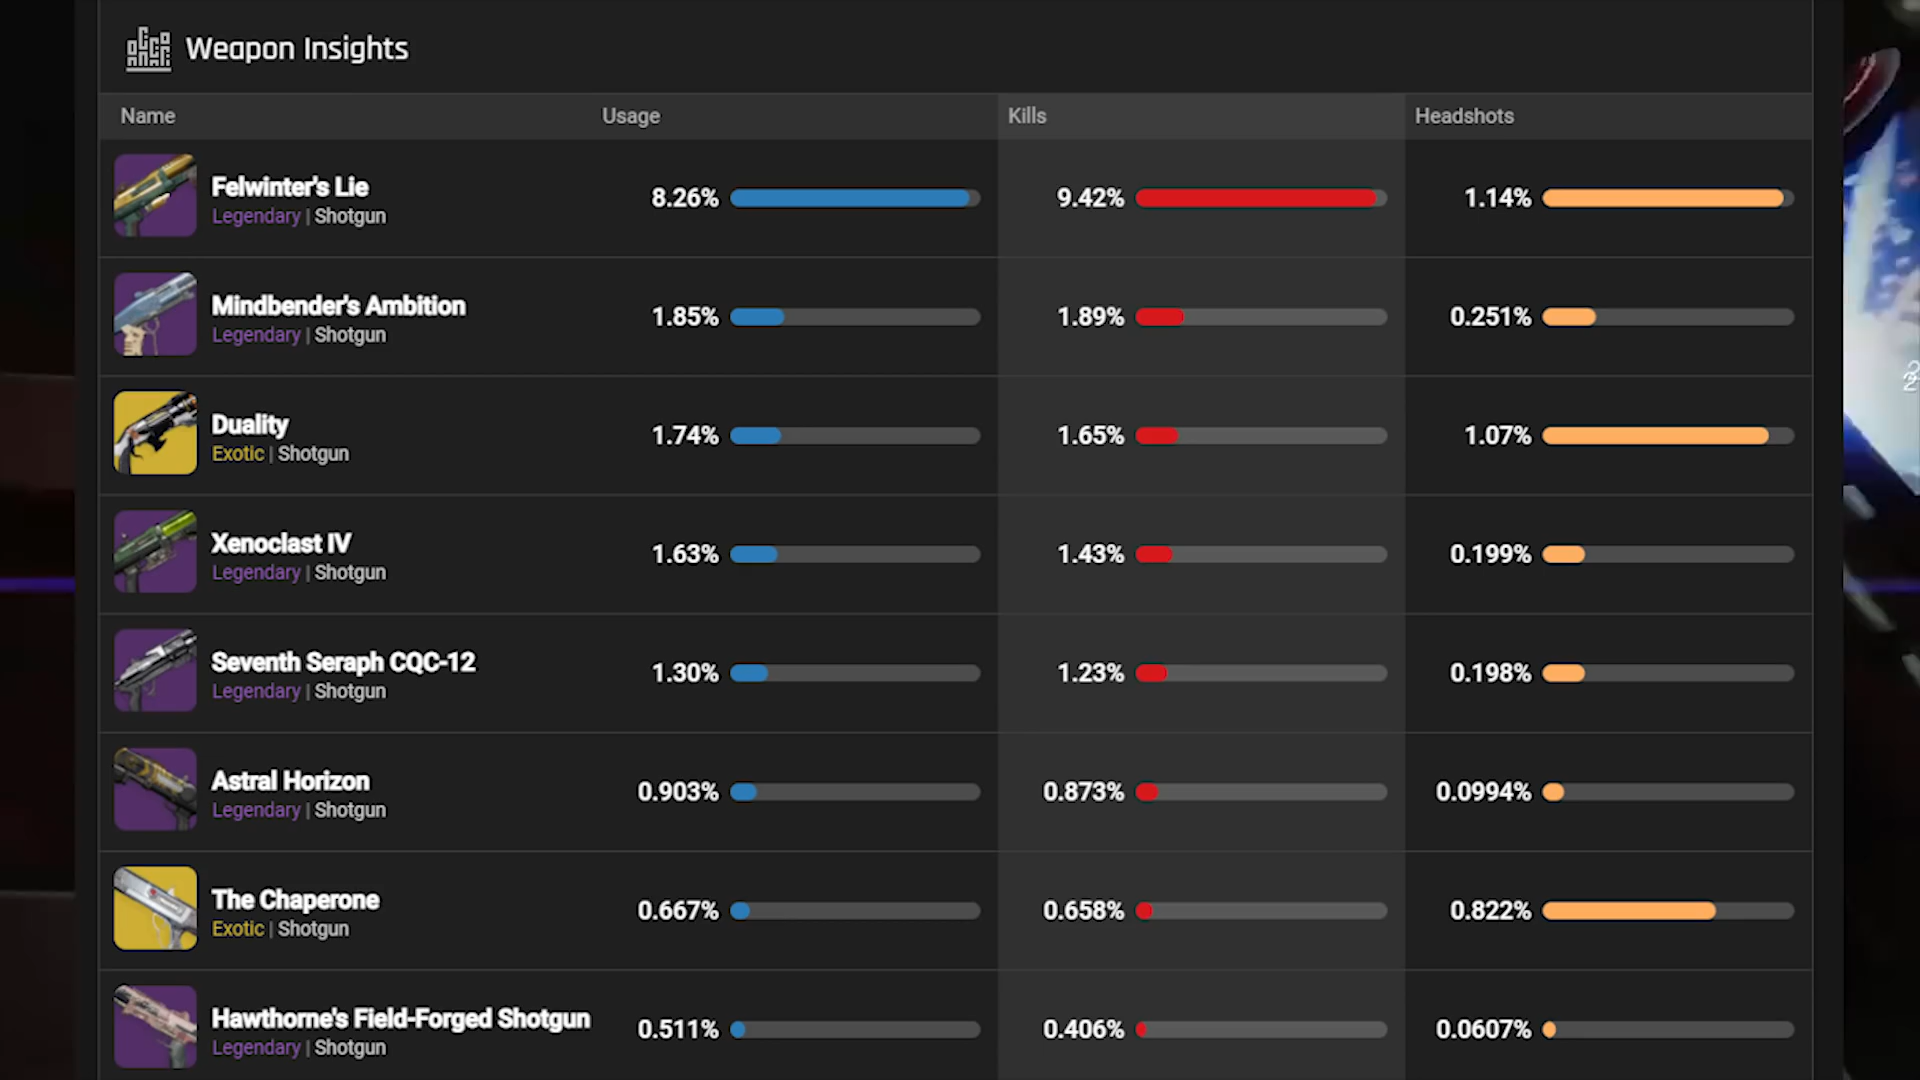 Weapon Insights
Name Usage Kills Headshots
Felwinter's Lie
Legendary | Shotgun
8.26% 9.42% 1.14%
Mindbender's Ambition
Legendary | Shotgun
1.85% 1.89% 0.251%
Duality
Exotic | Shotgun
1.74% 1.65% 1.07%
Xenoclast IV
Legendary | Shotgun
1.63% 1.43% 0.199%
Seventh Seraph CQC-12
Legendary | Shotgun
1.30% 1.23% 0.198%
Astral Horizon
Legendary | Shotgun
0.903% 0.873% 0.0994%
The Chaperone
Exotic | Shotgun
0.667% 0.658% 0.822%
Hawthorne's Field-Forged Shotgun
Legendary | Shotgun
0.511% 0.406% 0.0607%